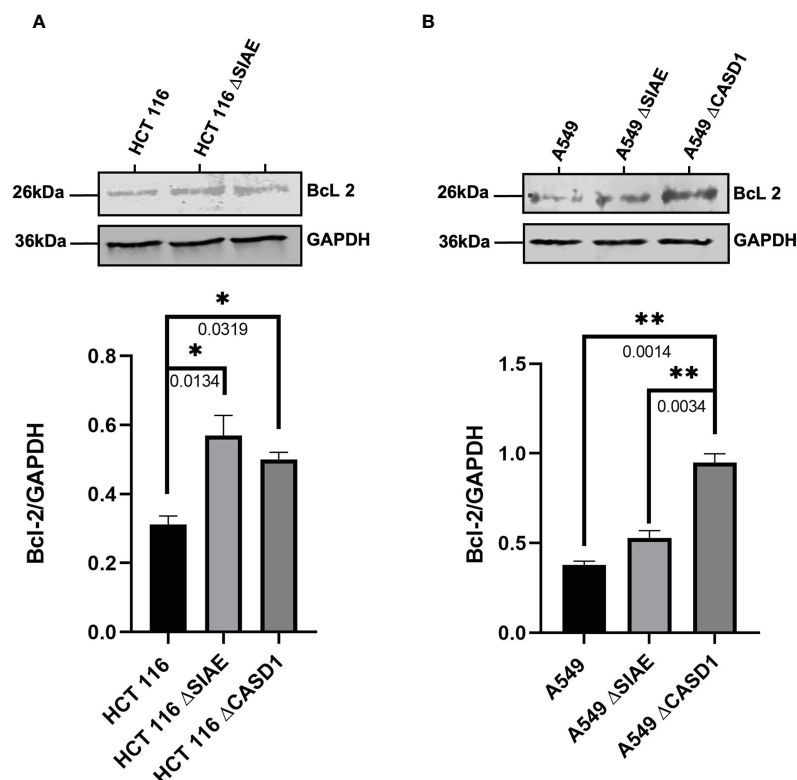 A
HCT 116
HCT 116 ΔSIAE
26kDa
BcL 2
36kDa
GAPDH
*
0.0319
*
0.0134
0.8
0.6
0.4
0.2
0.0
Bcl-2/GAPDH
HCT 116
HCT 116 ΔSIAE
HCT 116 ΔCASD1
B
A549
A549 ΔSIAE
A549 ΔCASD1
26kDa
BcL 2
36kDa
GAPDH
**
0.0014
**
0.0034
1.5
1.0
0.5
0.0
Bcl-2/GAPDH
A549
A549 ΔSIAE
A549 ΔCASD1